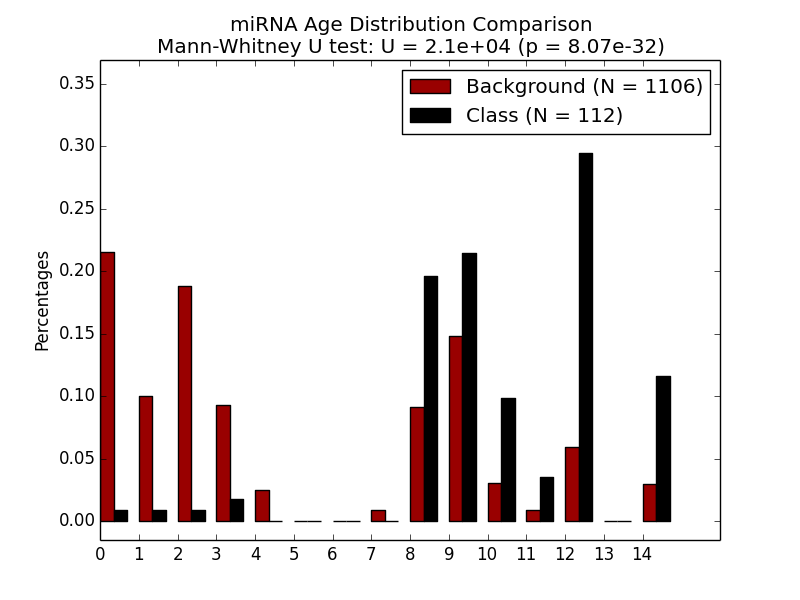 miRNA Age Distribution Comparison
Mann-Whitney U test: U = 2.1e+04 (p = 8.07e-32)
Background (N = 1106)
Class (N = 112)
Percentages
0.35
0.30
0.25
0.20
0.15
0.10
0.05
0.00
0 1 2 3 4 5 6 7 8 9 10 11 12 13 14